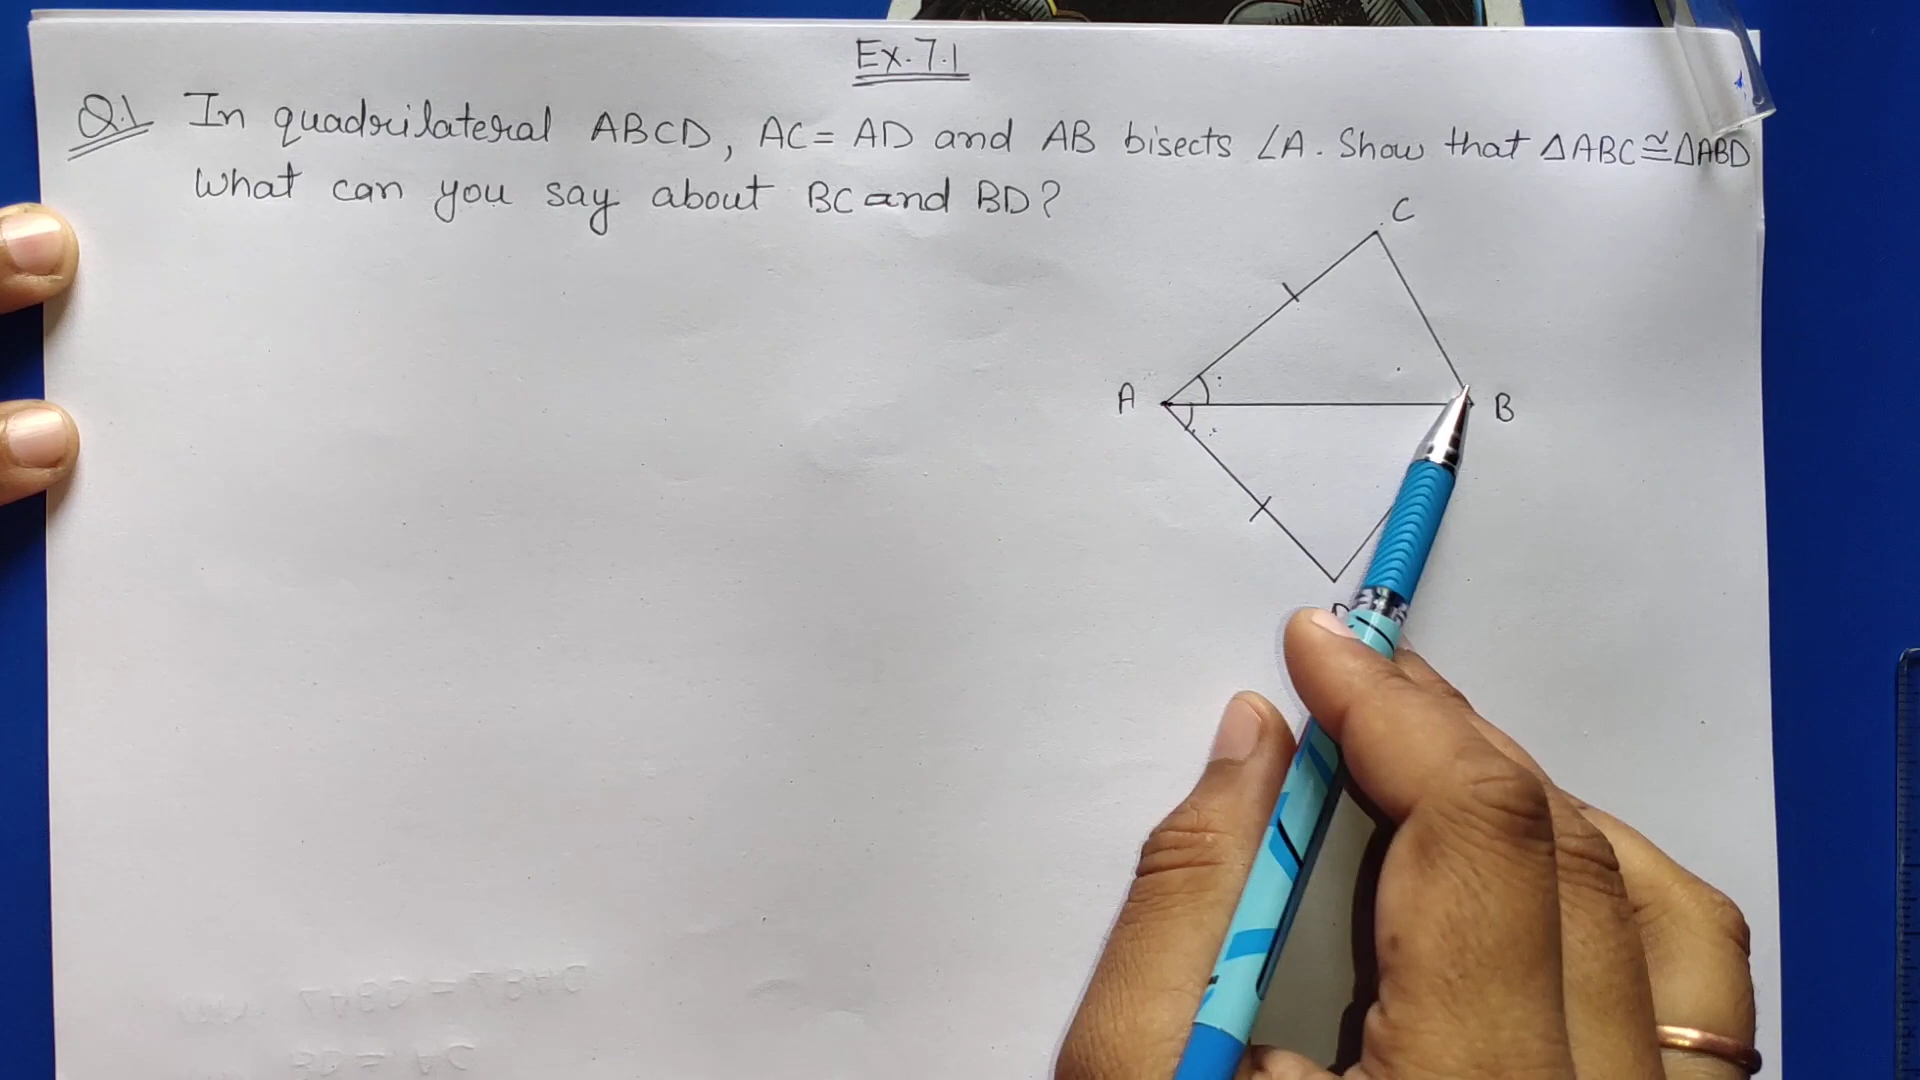 Ex. 7.1
Q.1 In quadrilateral ABCD, AC = AD and AB bisects ∠A. Show that ΔABC ≅ ΔABD
What can you say about BC and BD?
C
A
B
D